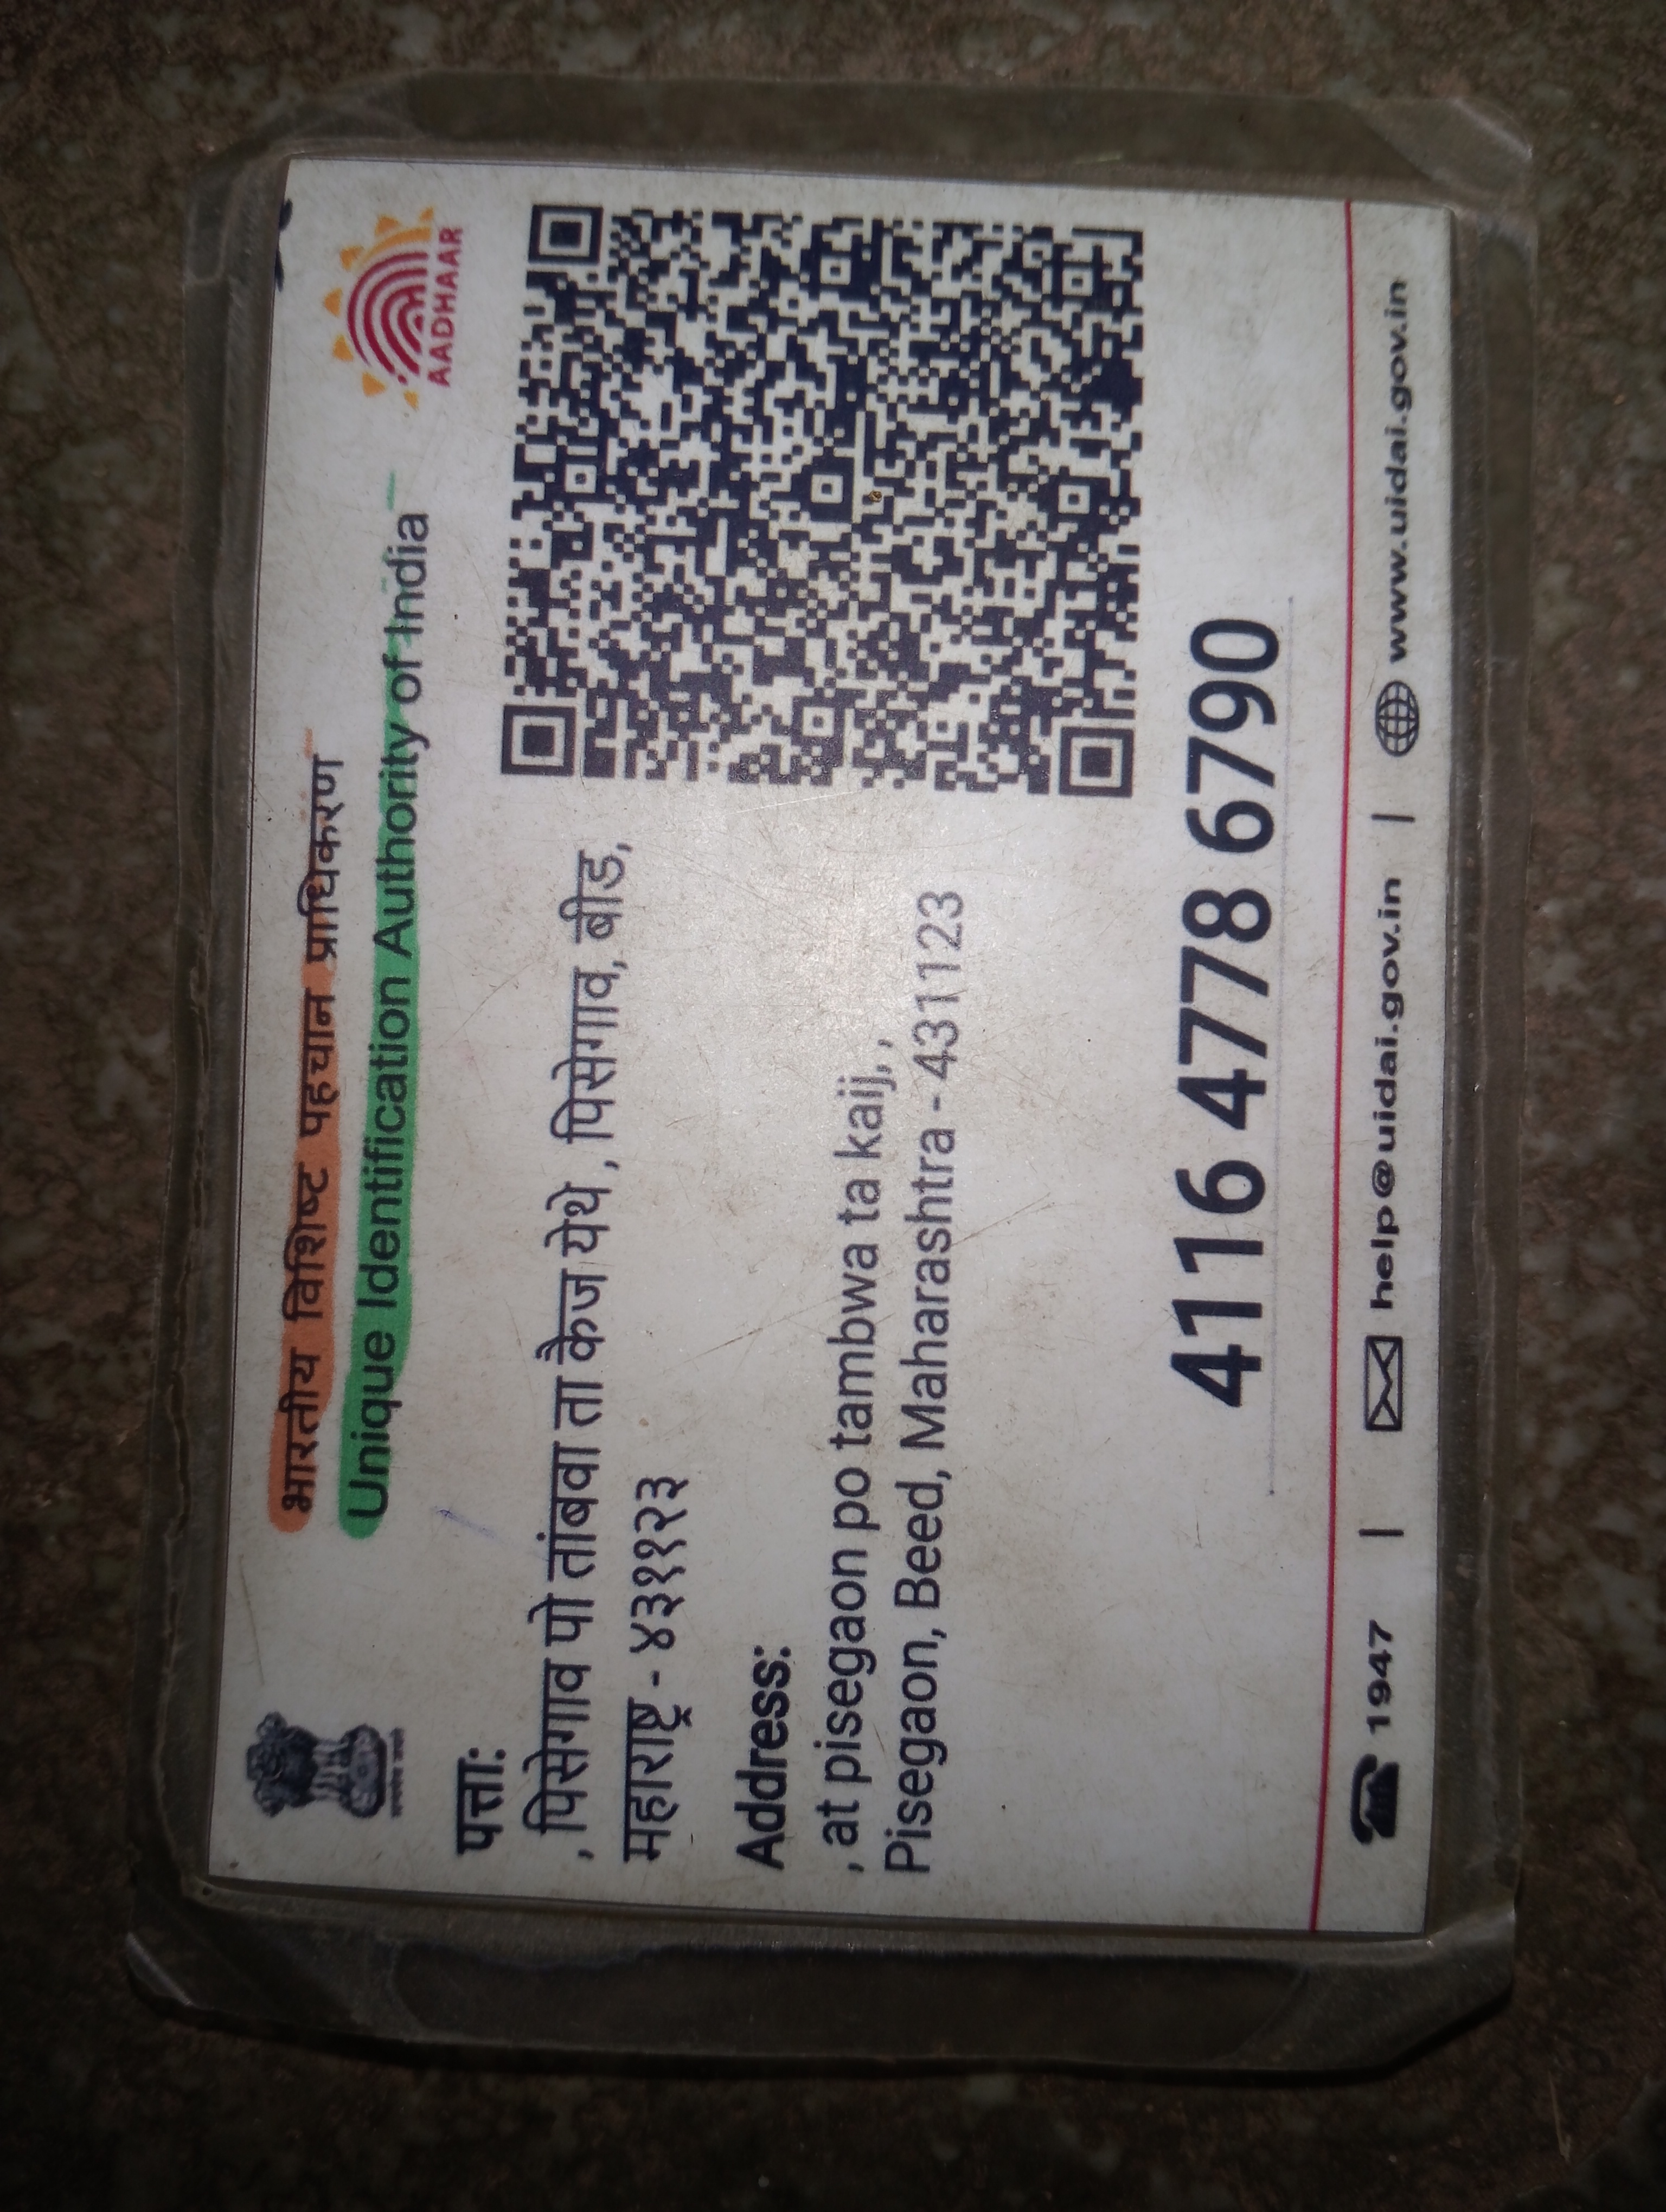 भारतीय विशिष्ट पहचान प्राधिकरण
Unique Identification Authority of India
AADHAAR
पत्ता:
, पिसेगाव पो तांबवा ता कैज येथे , पिसेगाव, बीड,
महाराष्ट्र - ४३११२३
Address:
, at pisegaon po tambwa ta kaij, ,
Pisegaon, Beed, Maharashtra - 431123
4116 4778 6790
1947 | help@uidai.gov.in | www.uidai.gov.in